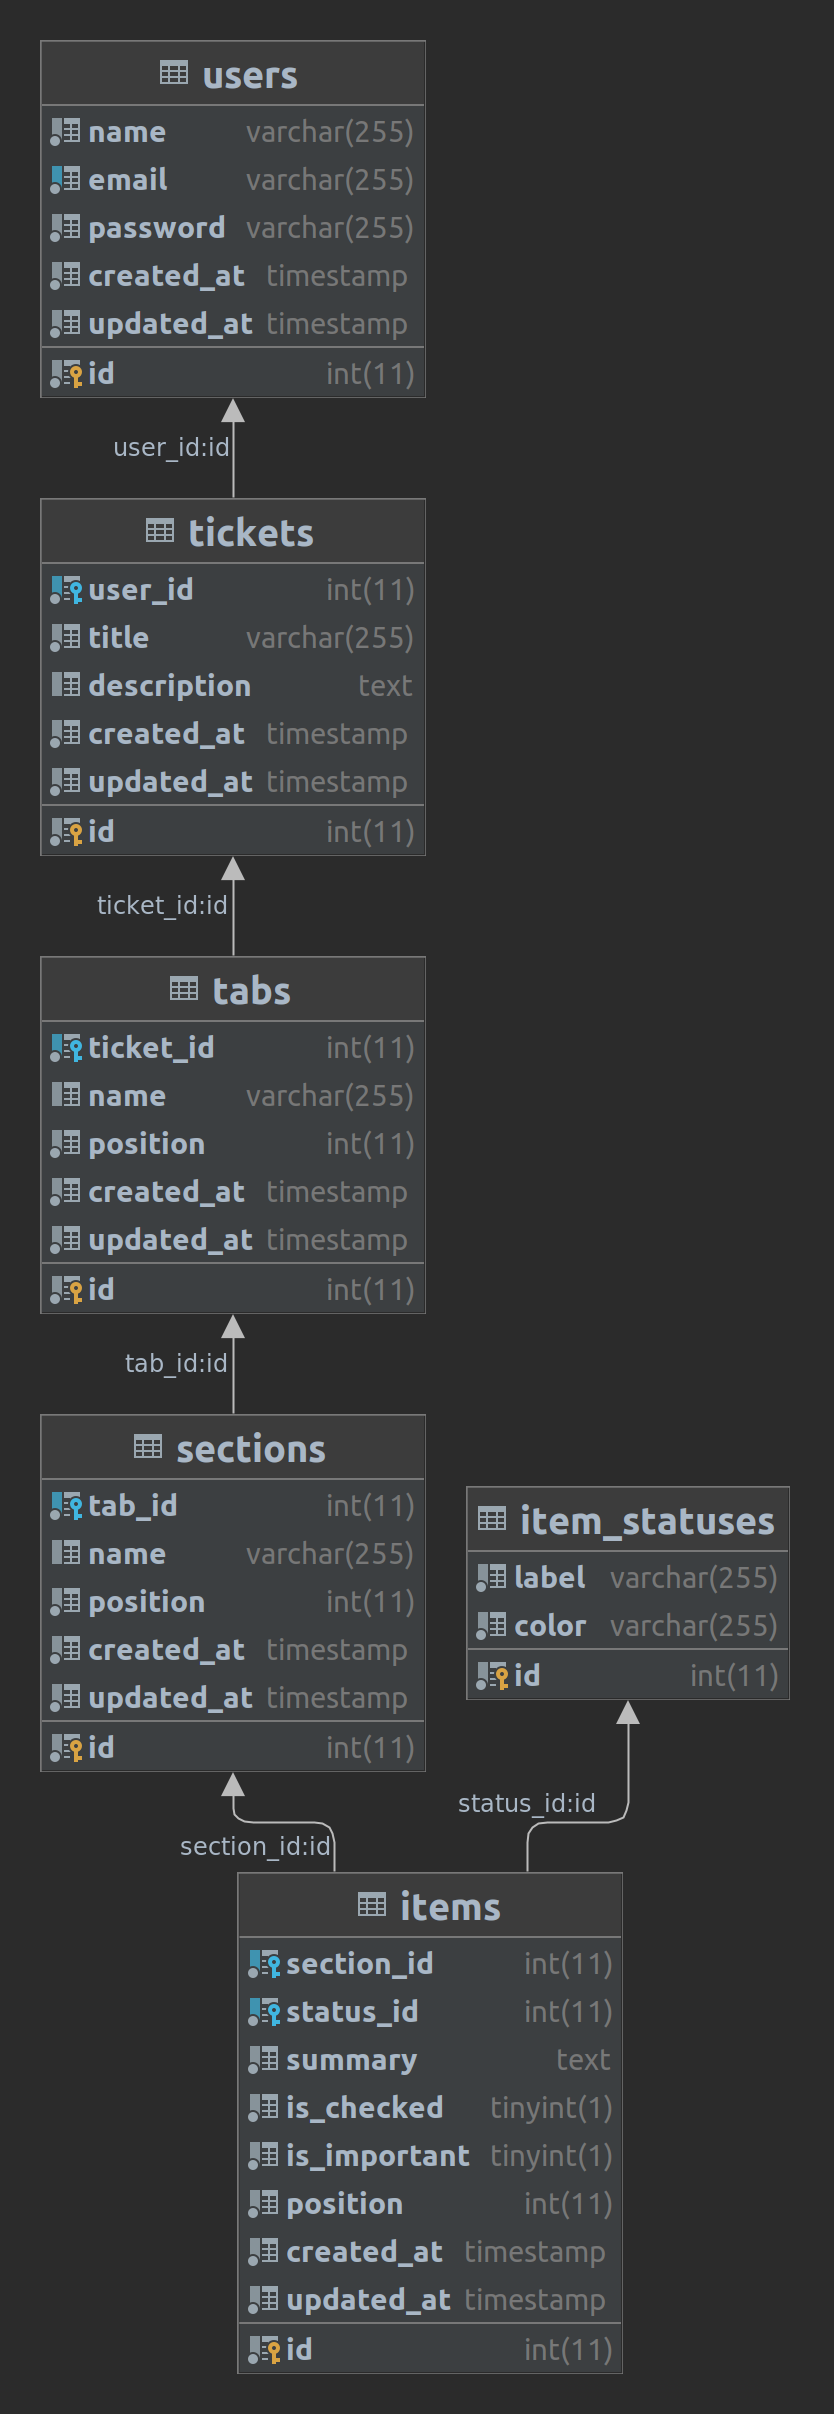 users
name varchar(255)
email varchar(255)
password varchar(255)
created_at timestamp
updated_at timestamp
id int(11)
user_id:id
tickets
user_id int(11)
title varchar(255)
description text
created_at timestamp
updated_at timestamp
id int(11)
ticket_id:id
tabs
ticket_id int(11)
name varchar(255)
position int(11)
created_at timestamp
updated_at timestamp
id int(11)
tab_id:id
sections
tab_id int(11)
name varchar(255)
position int(11)
created_at timestamp
updated_at timestamp
id int(11)
item_statuses
label varchar(255)
color varchar(255)
id int(11)
status_id:id
section_id:id
items
section_id int(11)
status_id int(11)
summary text
is_checked tinyint(1)
is_important tinyint(1)
position int(11)
created_at timestamp
updated_at timestamp
id int(11)